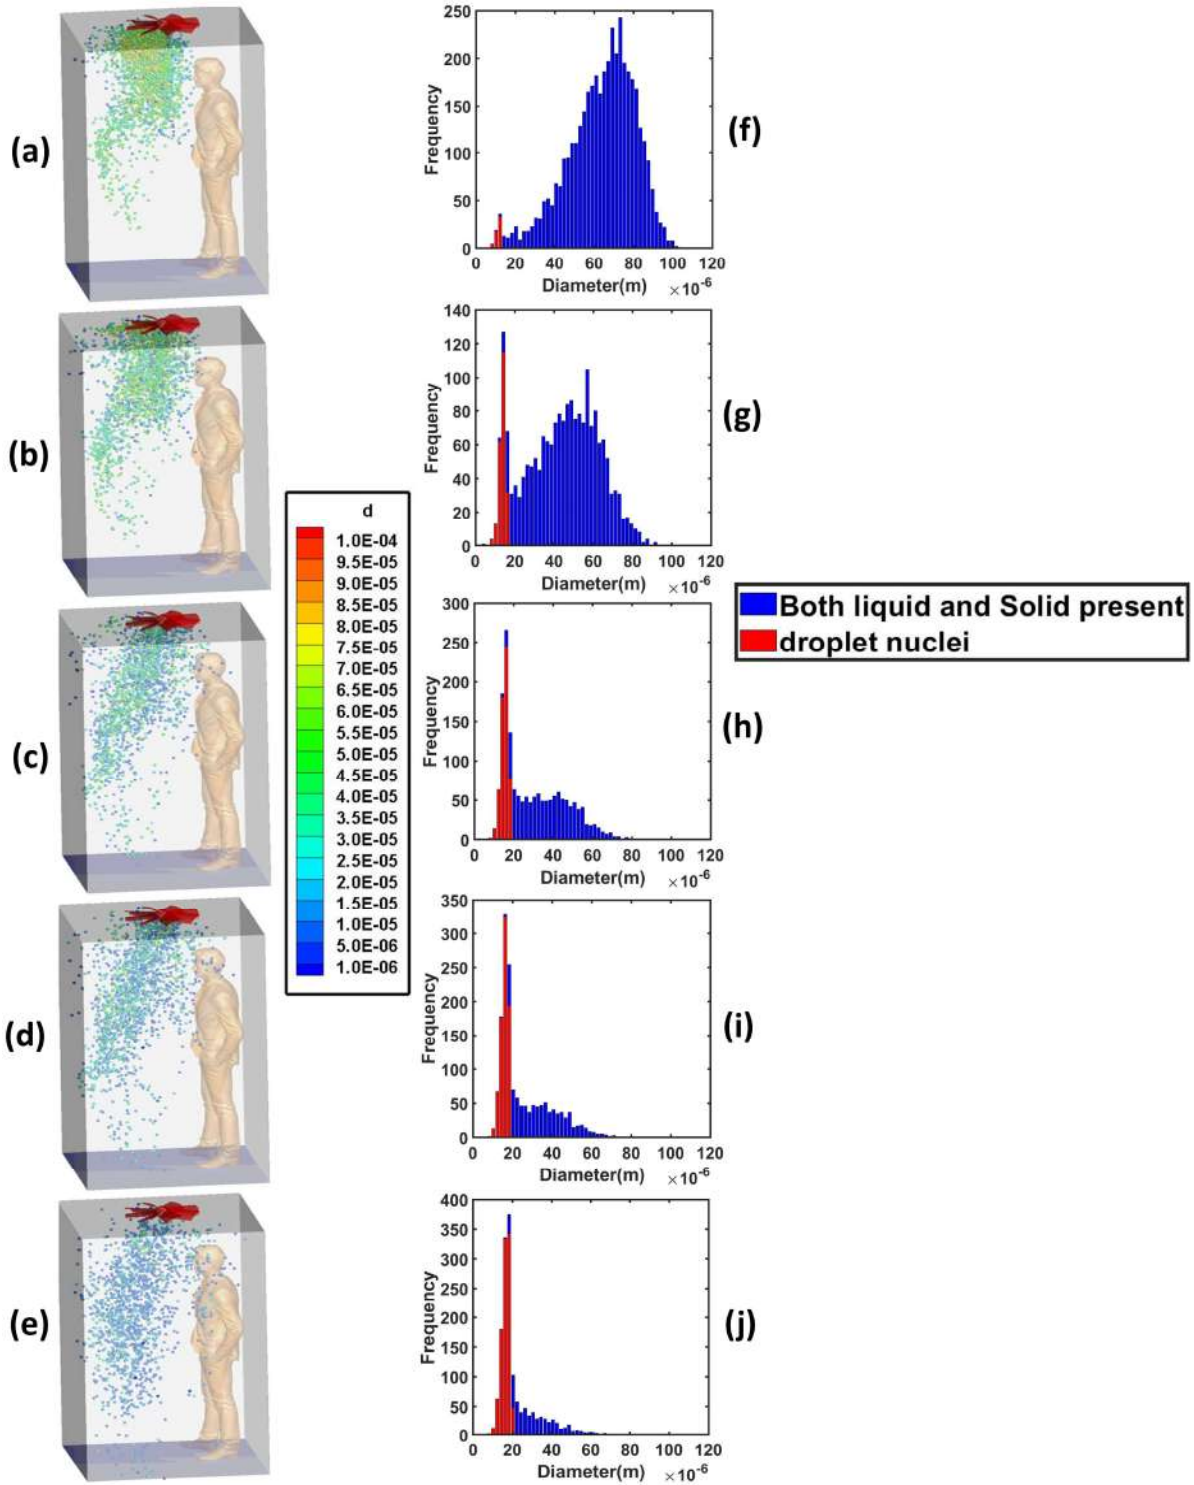 (a)
(b)
(c)
(d)
(e)
d
1.0E-04
9.5E-05
9.0E-05
8.5E-05
8.0E-05
7.5E-05
7.0E-05
6.5E-05
6.0E-05
5.5E-05
5.0E-05
4.5E-05
4.0E-05
3.5E-05
3.0E-05
2.5E-05
2.0E-05
1.5E-05
1.0E-05
5.0E-06
1.0E-06
250
200
150
100
50
0
Frequency
0 20 40 60 80 100 120
Diameter(m) ×10⁻⁶
(f)
140
120
100
80
60
40
20
0
Frequency
0 20 40 60 80 100 120
Diameter(m) ×10⁻⁶
(g)
300
250
200
150
100
50
0
Frequency
0 20 40 60 80 100 120
Diameter(m) ×10⁻⁶
(h)
350
300
250
200
150
100
50
0
Frequency
0 20 40 60 80 100 120
Diameter(m) ×10⁻⁶
(i)
400
350
300
250
200
150
100
50
0
Frequency
0 20 40 60 80 100 120
Diameter(m) ×10⁻⁶
(j)
Both liquid and Solid present
droplet nuclei